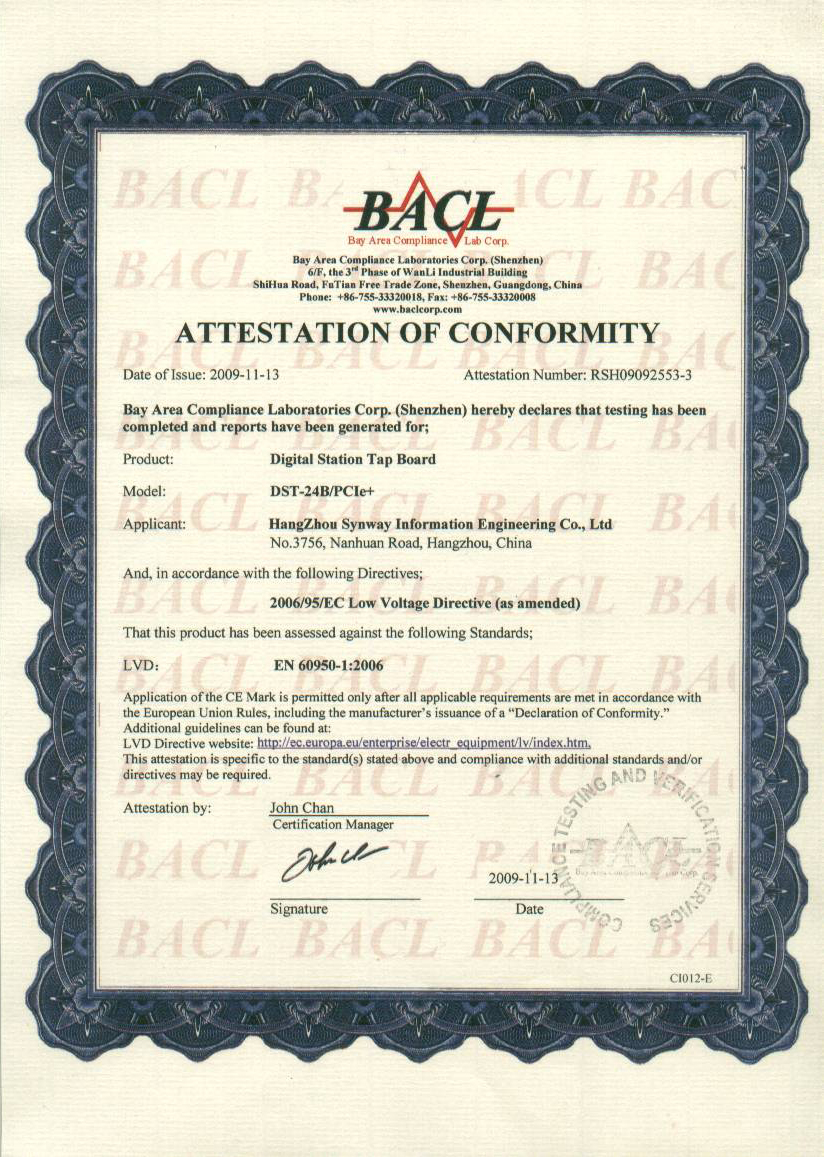 BACL
Bay Area Compliance Lab Corp.
Bay Area Compliance Laboratories Corp. (Shenzhen)
6/F, the 3rd Phase of WanLi Industrial Building
ShiHua Road, FuTian Free Trade Zone, Shenzhen, Guangdong, China
Phone: +86-755-33320018, Fax: +86-755-33320008
www.baclcorp.com
ATTESTATION OF CONFORMITY
Date of Issue: 2009-11-13 Attestation Number: RSH09092553-3
Bay Area Compliance Laboratories Corp. (Shenzhen) hereby declares that testing has been
completed and reports have been generated for;
Product: Digital Station Tap Board
Model: DST-24B/PCIe+
Applicant: HangZhou Synway Information Engineering Co., Ltd
No.3756, Nanhuan Road, Hangzhou, China
And, in accordance with the following Directives;
2006/95/EC Low Voltage Directive (as amended)
That this product has been assessed against the following Standards;
LVD: EN 60950-1:2006
Application of the CE Mark is permitted only after all applicable requirements are met in accordance with
the European Union Rules, including the manufacturer's issuance of a “Declaration of Conformity.”
Additional guidelines can be found at:
LVD Directive website: http://ec.europa.eu/enterprise/electr_equipment/lv/index.htm.
This attestation is specific to the standard(s) stated above and compliance with additional standards and/or
directives may be required.
Attestation by: John Chan
Certification Manager
2009-11-13
Signature Date
COMPLIANCE TESTING AND VERIFICATION SERVICES
BACL
CI012-E